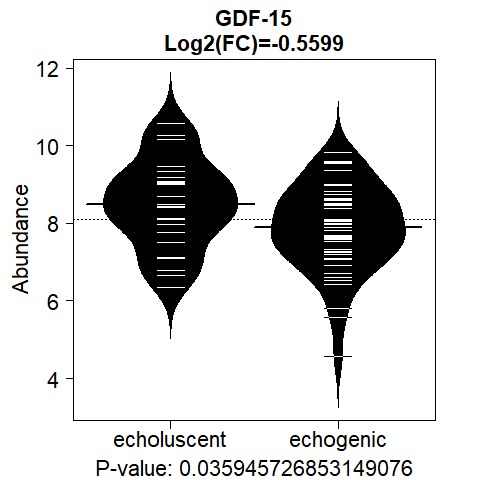 GDF-15
Log2(FC)=-0.5599
12
10
8
6
4
Abundance
echoluscent echogenic
P-value: 0.035945726853149076